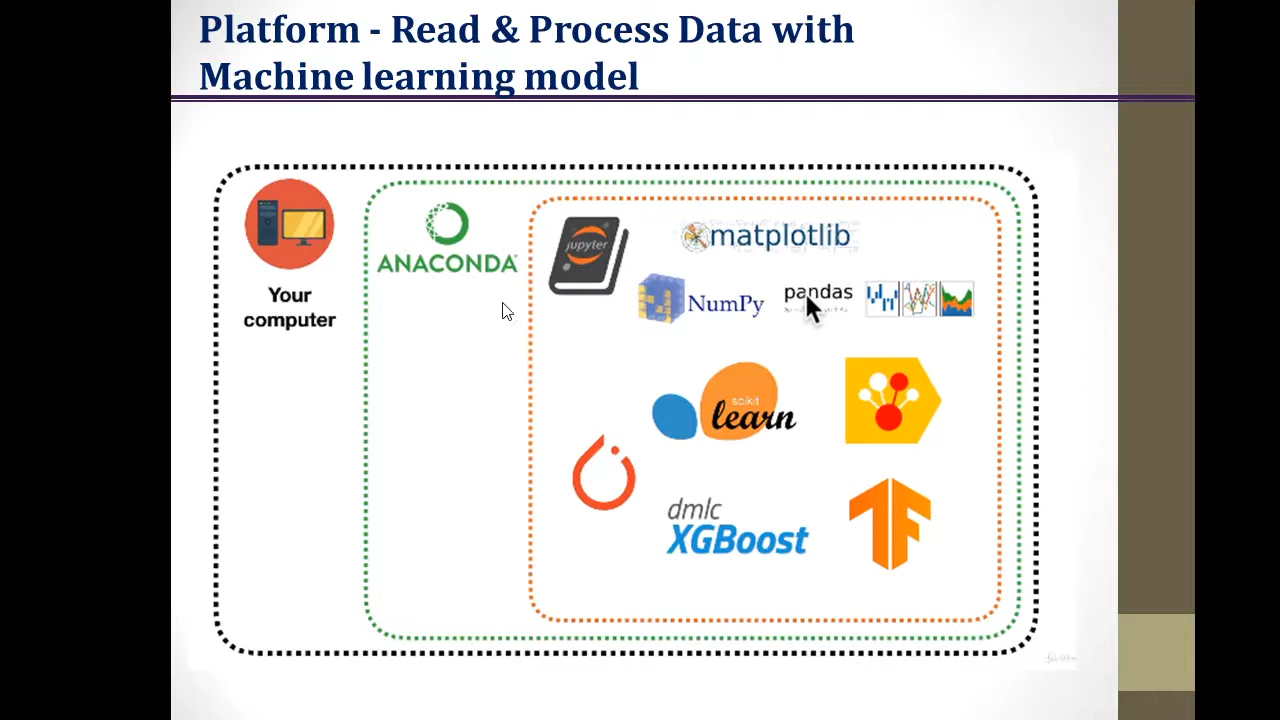 Platform - Read & Process Data with
Machine learning model
Your
computer
ANACONDA
jupyter
matplotlib
NumPy
pandas
scikit
learn
dmlc
XGBoost
TF